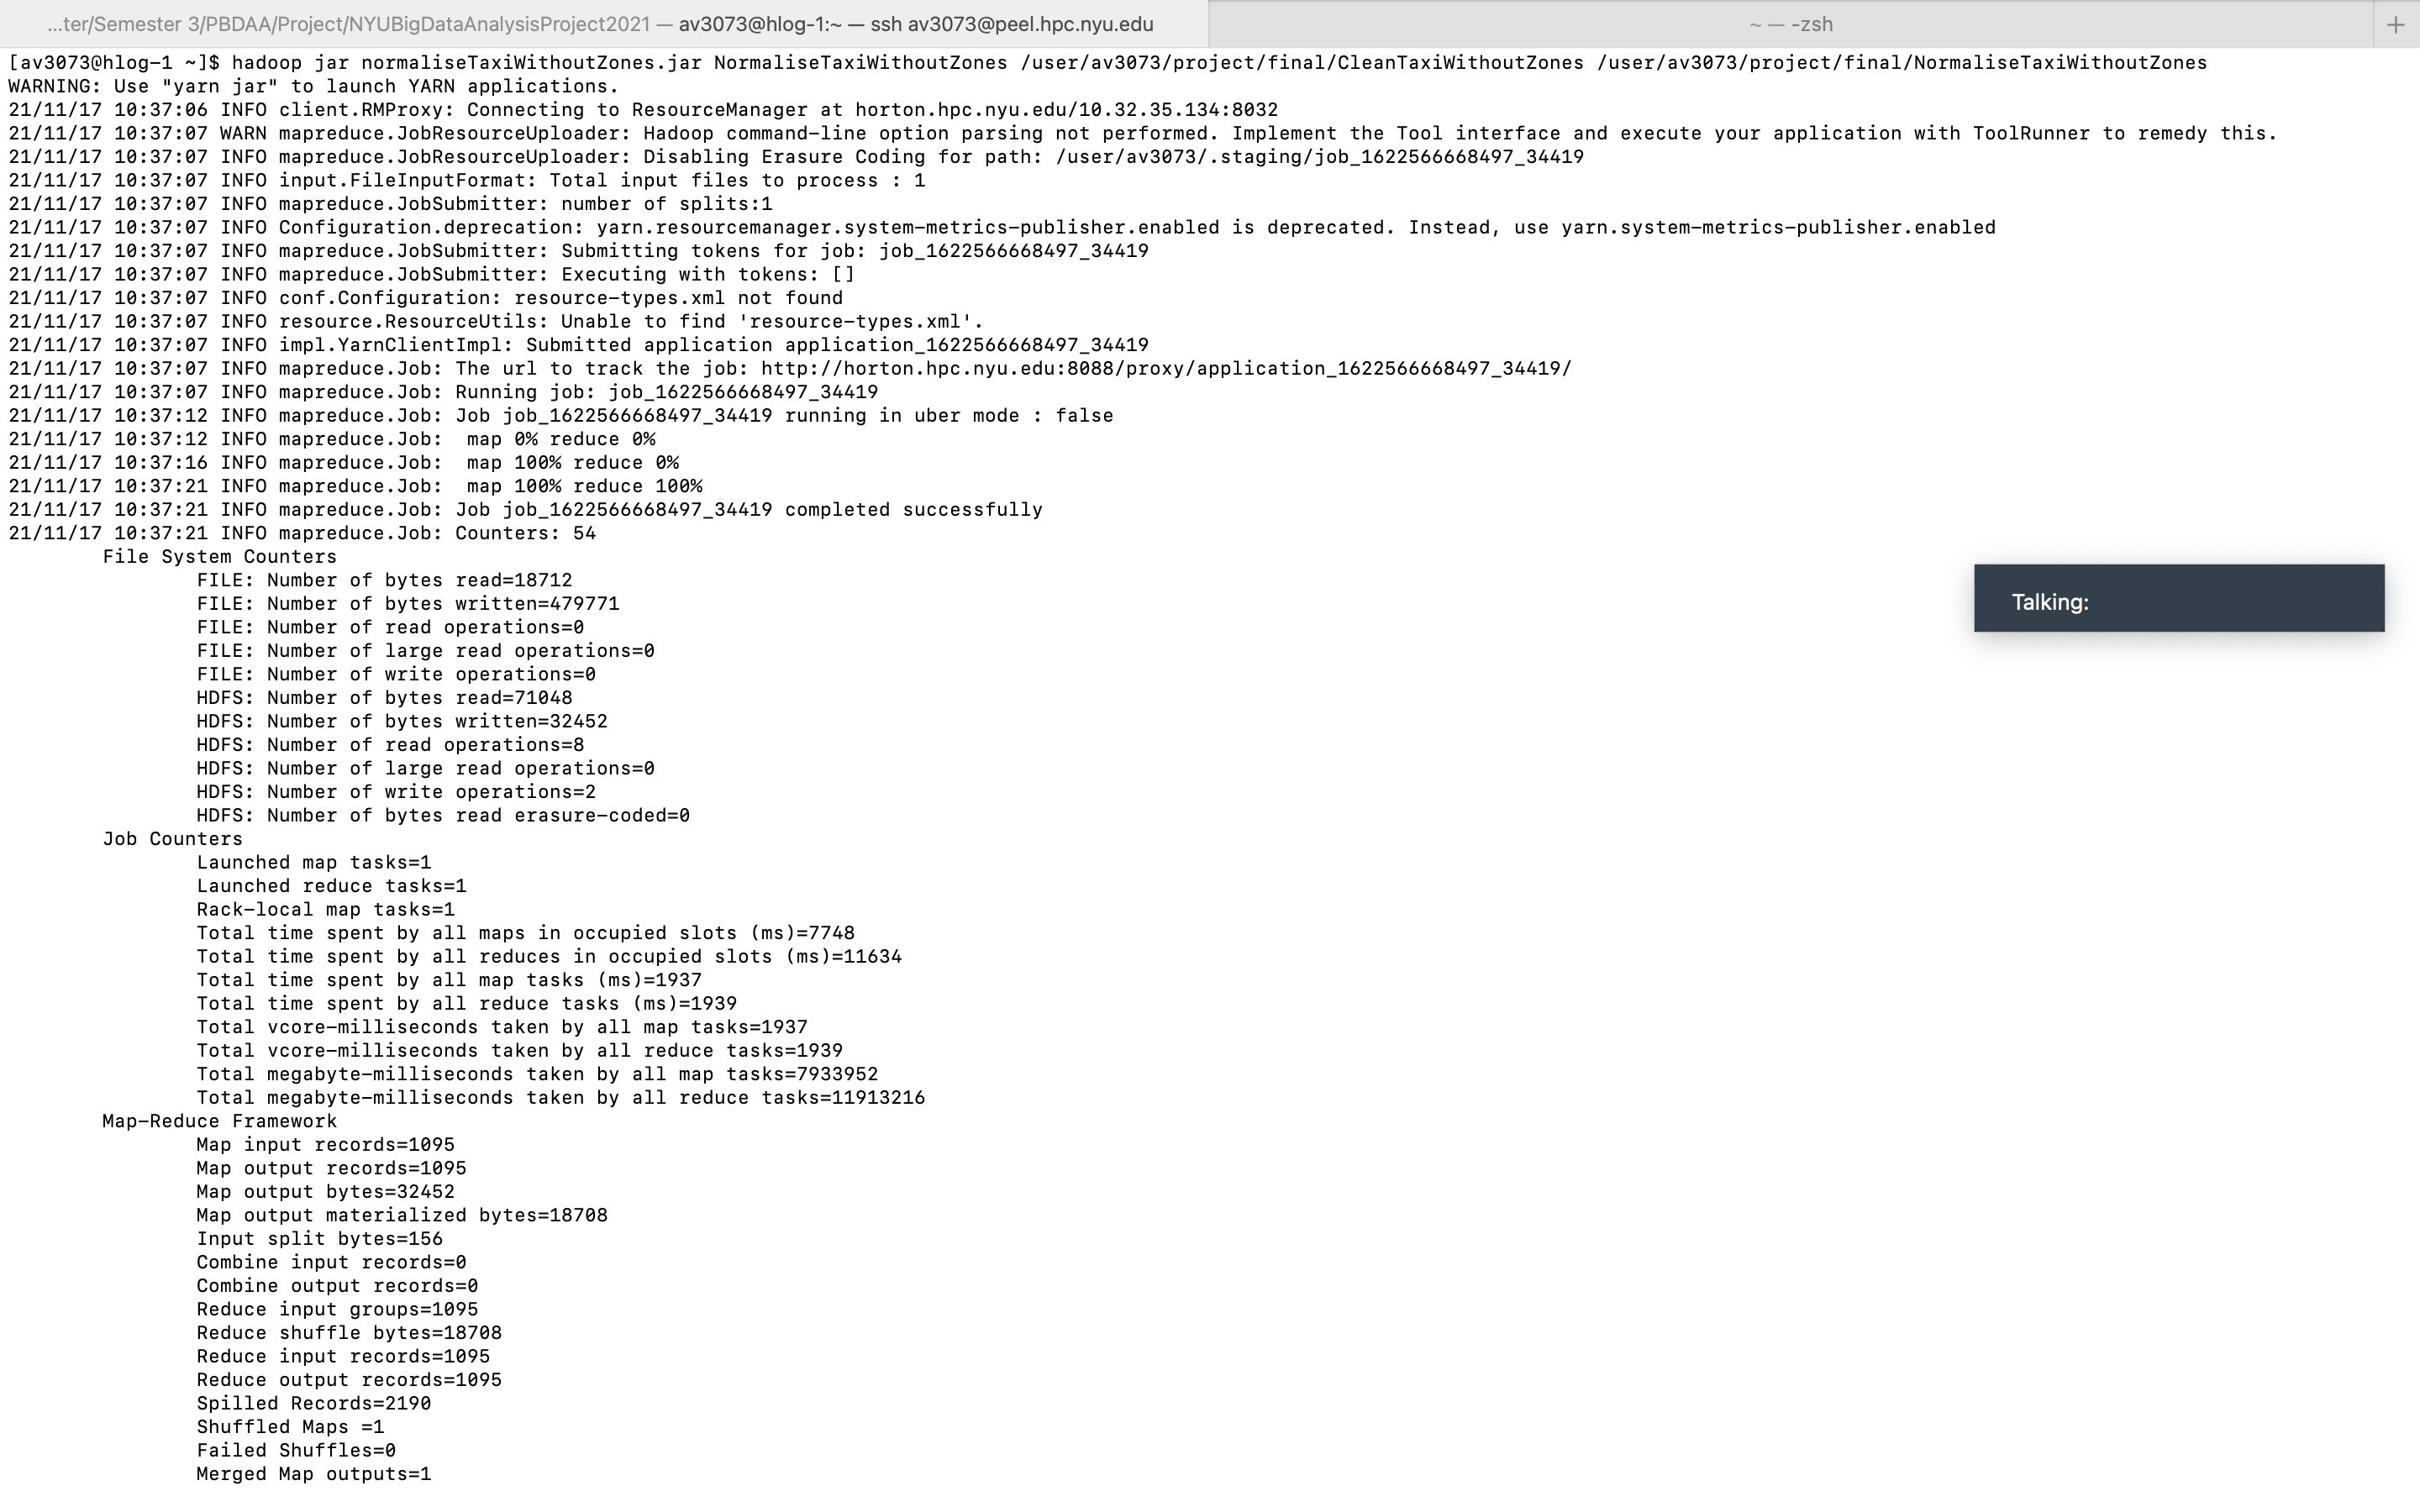 ...ter/Semester 3/PBDAA/Project/NYUBigDataAnalysisProject2021 — av3073@hlog-1:~ — ssh av3073@peel.hpc.nyu.edu
~ — -zsh
+
[av3073@hlog-1 ~]$ hadoop jar normaliseTaxiWithoutZones.jar NormaliseTaxiWithoutZones /user/av3073/project/final/CleanTaxiWithoutZones /user/av3073/project/final/NormaliseTaxiWithoutZones
WARNING: Use "yarn jar" to launch YARN applications.
21/11/17 10:37:06 INFO client.RMProxy: Connecting to ResourceManager at horton.hpc.nyu.edu/10.32.35.134:8032
21/11/17 10:37:07 WARN mapreduce.JobResourceUploader: Hadoop command-line option parsing not performed. Implement the Tool interface and execute your application with ToolRunner to remedy this.
21/11/17 10:37:07 INFO mapreduce.JobResourceUploader: Disabling Erasure Coding for path: /user/av3073/.staging/job_1622566668497_34419
21/11/17 10:37:07 INFO input.FileInputFormat: Total input files to process : 1
21/11/17 10:37:07 INFO mapreduce.JobSubmitter: number of splits:1
21/11/17 10:37:07 INFO Configuration.deprecation: yarn.resourcemanager.system-metrics-publisher.enabled is deprecated. Instead, use yarn.system-metrics-publisher.enabled
21/11/17 10:37:07 INFO mapreduce.JobSubmitter: Submitting tokens for job: job_1622566668497_34419
21/11/17 10:37:07 INFO mapreduce.JobSubmitter: Executing with tokens: []
21/11/17 10:37:07 INFO conf.Configuration: resource-types.xml not found
21/11/17 10:37:07 INFO resource.ResourceUtils: Unable to find 'resource-types.xml'.
21/11/17 10:37:07 INFO impl.YarnClientImpl: Submitted application application_1622566668497_34419
21/11/17 10:37:07 INFO mapreduce.Job: The url to track the job: http://horton.hpc.nyu.edu:8088/proxy/application_1622566668497_34419/
21/11/17 10:37:07 INFO mapreduce.Job: Running job: job_1622566668497_34419
21/11/17 10:37:12 INFO mapreduce.Job: Job job_1622566668497_34419 running in uber mode : false
21/11/17 10:37:12 INFO mapreduce.Job:  map 0% reduce 0%
21/11/17 10:37:16 INFO mapreduce.Job:  map 100% reduce 0%
21/11/17 10:37:21 INFO mapreduce.Job:  map 100% reduce 100%
21/11/17 10:37:21 INFO mapreduce.Job: Job job_1622566668497_34419 completed successfully
21/11/17 10:37:21 INFO mapreduce.Job: Counters: 54
File System Counters
FILE: Number of bytes read=18712
FILE: Number of bytes written=479771
FILE: Number of read operations=0
FILE: Number of large read operations=0
FILE: Number of write operations=0
HDFS: Number of bytes read=71048
HDFS: Number of bytes written=32452
HDFS: Number of read operations=8
HDFS: Number of large read operations=0
HDFS: Number of write operations=2
HDFS: Number of bytes read erasure-coded=0
Job Counters
Launched map tasks=1
Launched reduce tasks=1
Rack-local map tasks=1
Total time spent by all maps in occupied slots (ms)=7748
Total time spent by all reduces in occupied slots (ms)=11634
Total time spent by all map tasks (ms)=1937
Total time spent by all reduce tasks (ms)=1939
Total vcore-milliseconds taken by all map tasks=1937
Total vcore-milliseconds taken by all reduce tasks=1939
Total megabyte-milliseconds taken by all map tasks=7933952
Total megabyte-milliseconds taken by all reduce tasks=11913216
Map-Reduce Framework
Map input records=1095
Map output records=1095
Map output bytes=32452
Map output materialized bytes=18708
Input split bytes=156
Combine input records=0
Combine output records=0
Reduce input groups=1095
Reduce shuffle bytes=18708
Reduce input records=1095
Reduce output records=1095
Spilled Records=2190
Shuffled Maps =1
Failed Shuffles=0
Merged Map outputs=1
Talking: